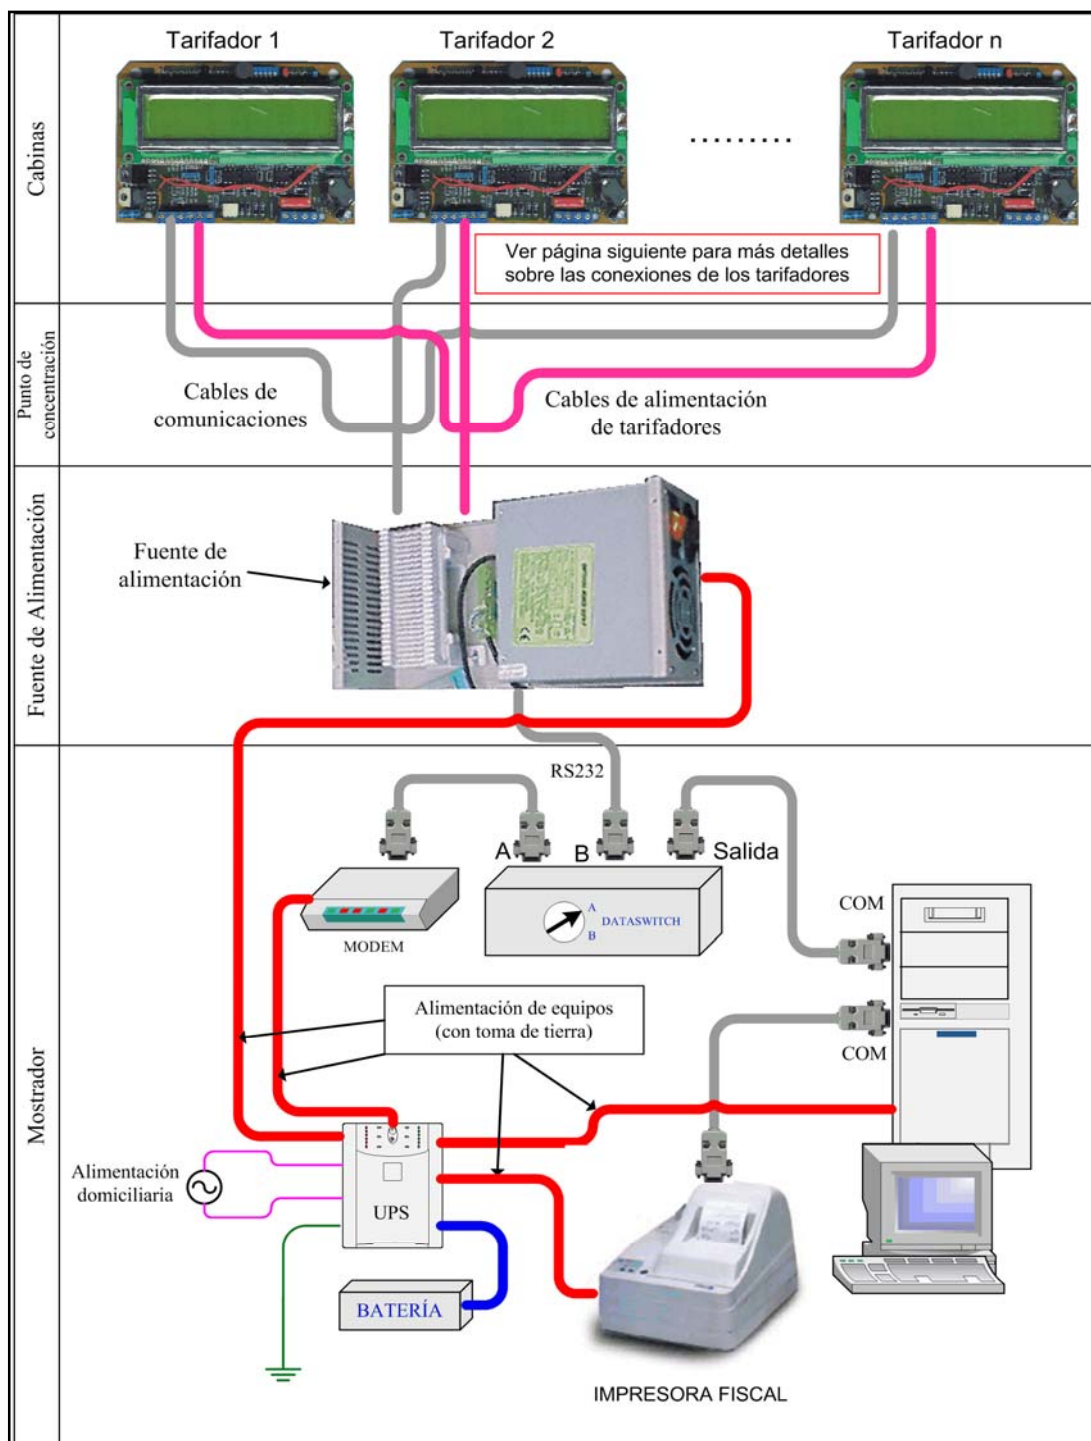 Tarifador 1
Tarifador 2
Tarifador n
.........
Cabinas
Ver página siguiente para más detalles
sobre las conexiones de los tarifadores
Punto de
concentración
Cables de
comunicaciones
Cables de alimentación
de tarifadores
Fuente de Alimentación
Fuente de
alimentación
Mostrador
RS232
A
B
Salida
COM
A
DATASWITCH
B
MODEM
Alimentación de equipos
(con toma de tierra)
COM
Alimentación
domiciliaria
UPS
BATERÍA
IMPRESORA FISCAL